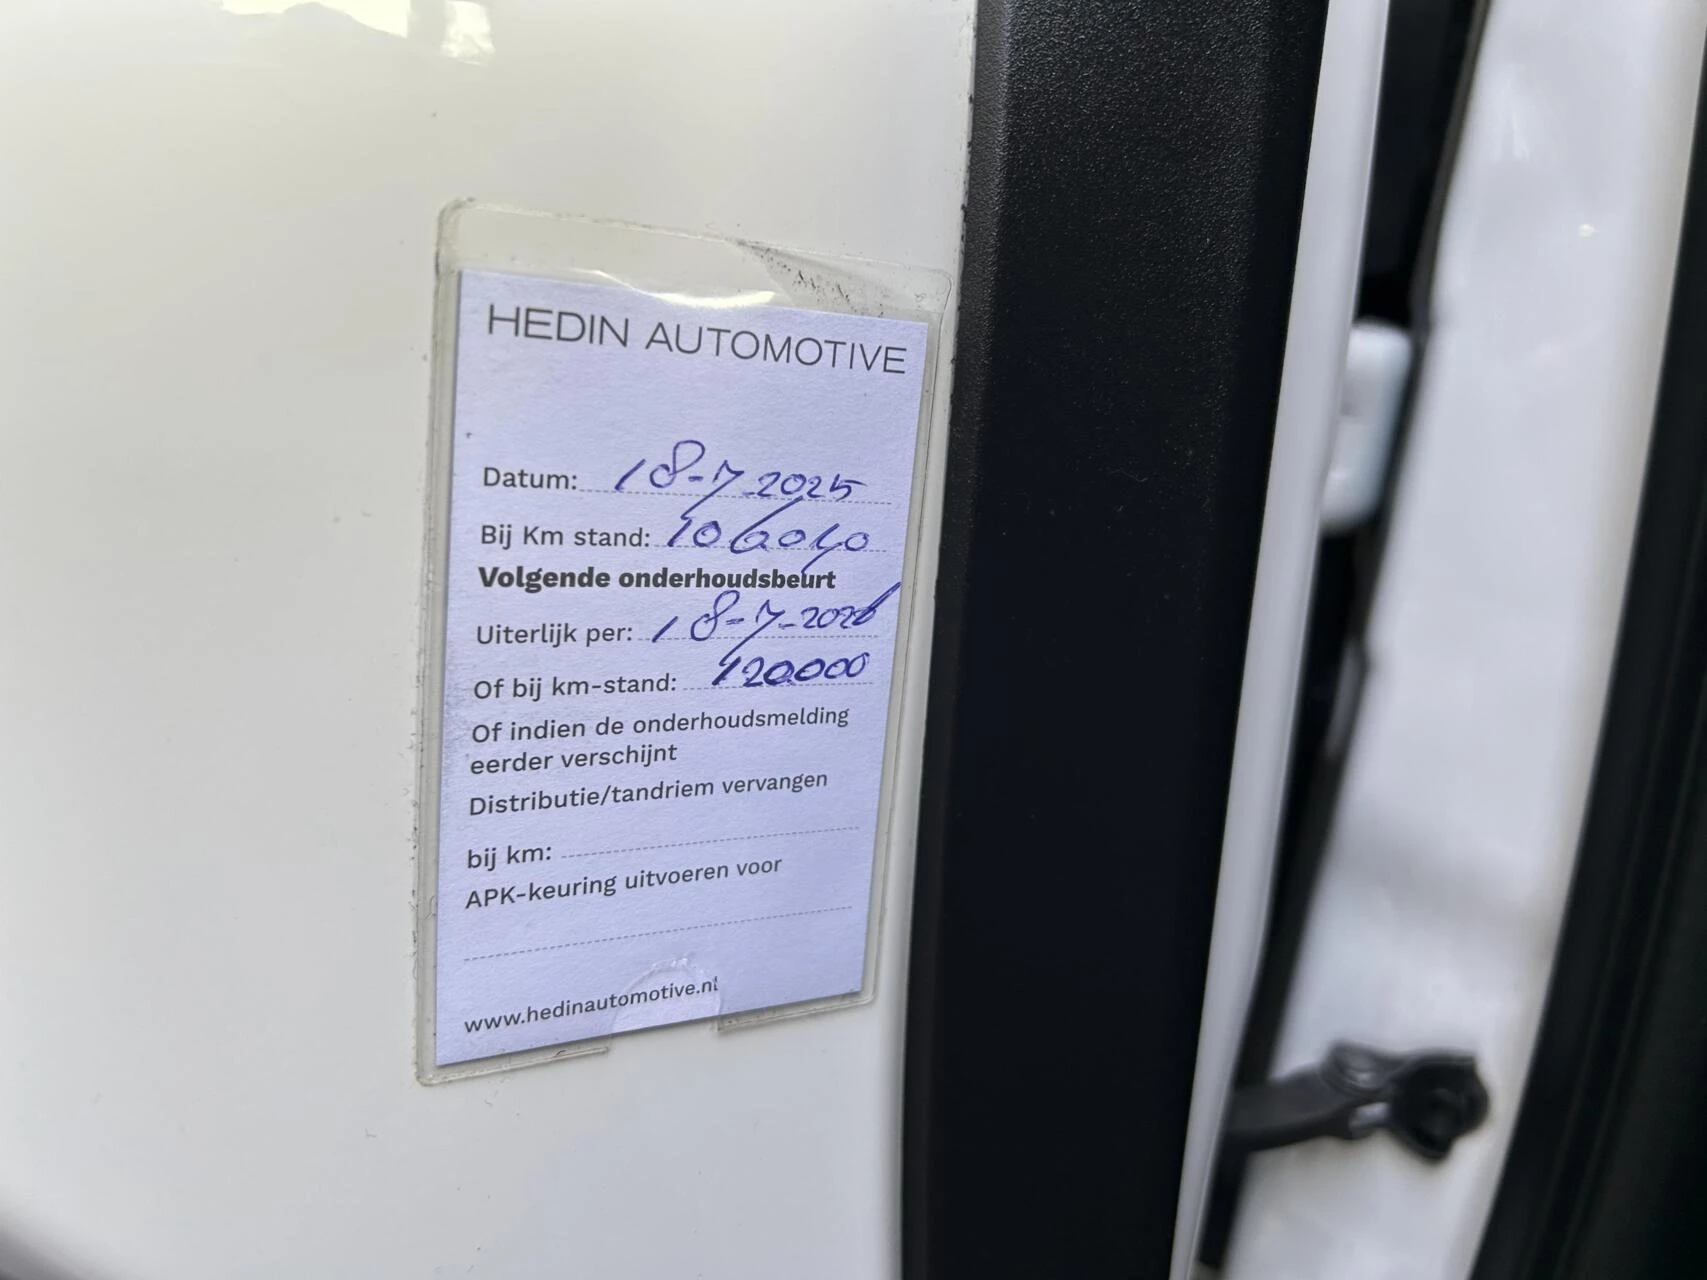 HEDIN AUTOMOTIVE
Datum: 18-7-2025
Bij Km stand: 106040
Volgende onderhoudsbeurt
Uiterlijk per: 18-7-2026
Of bij km-stand: 120000
Of indien de onderhoudsmelding
eerder verschijnt
Distributie/tandriem vervangen
bij km:
APK-keuring uitvoeren voor
www.hedinautomotive.nl